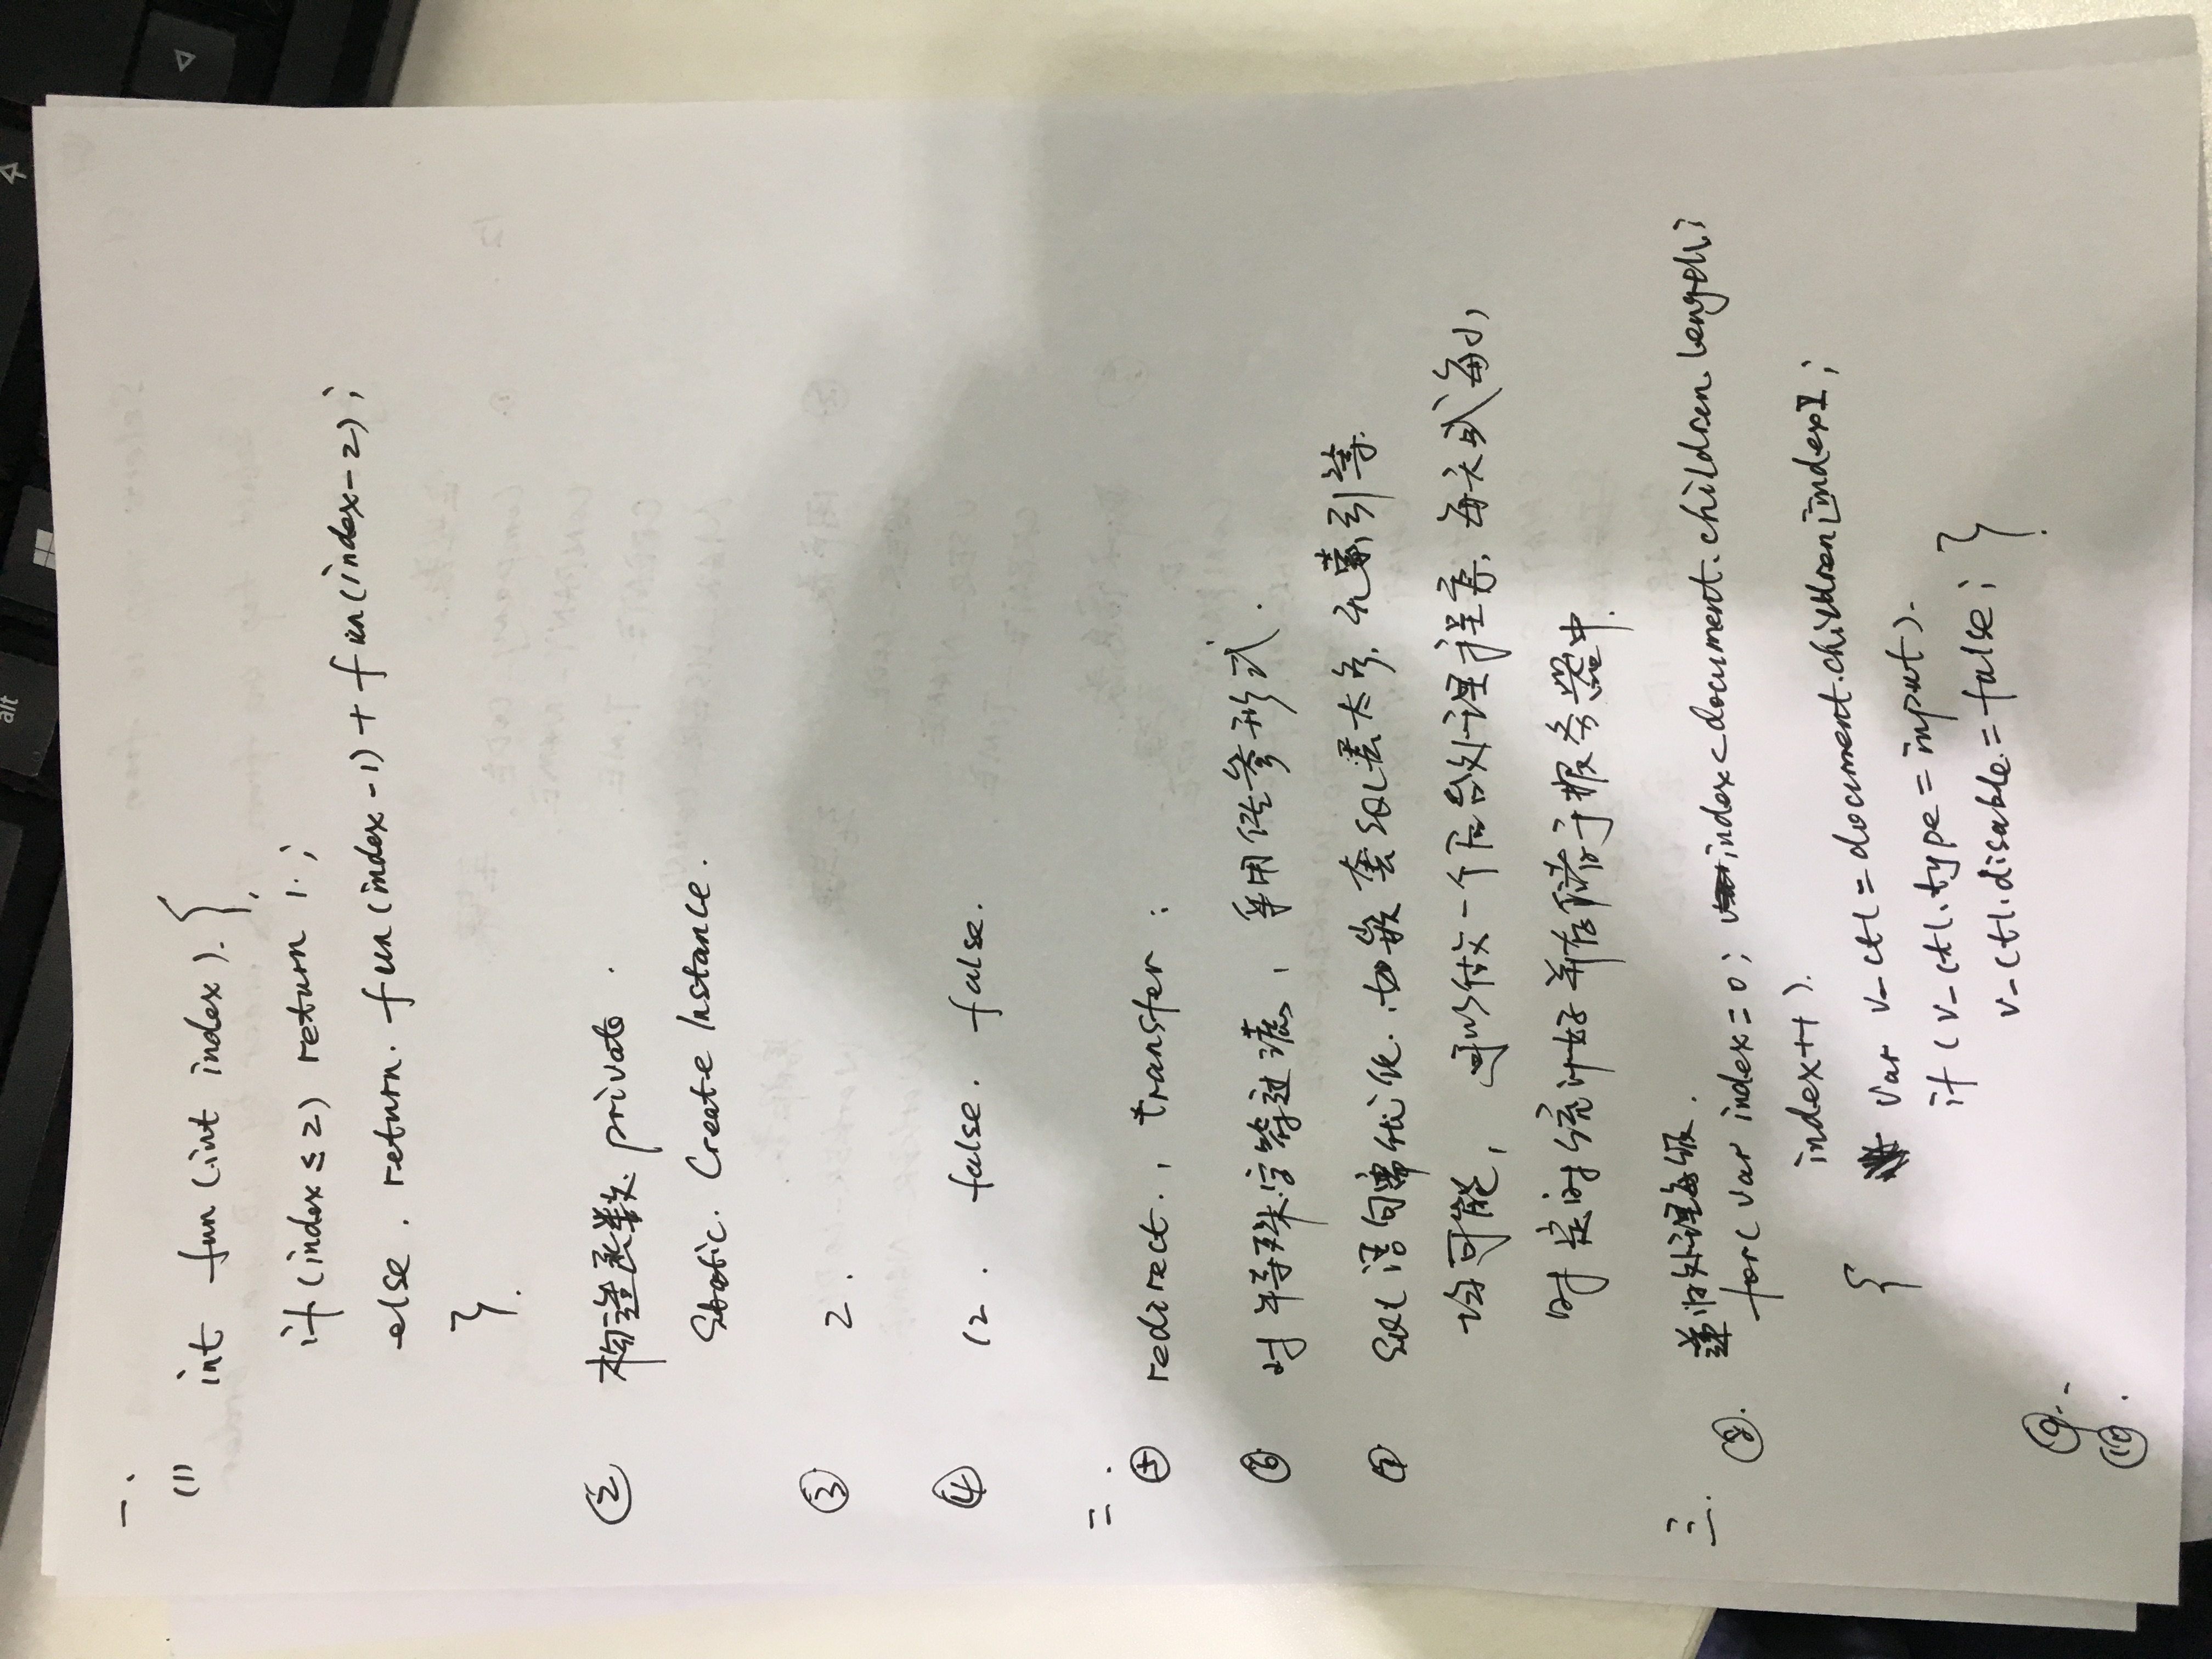 一、
(1) int fun(int index). {
if(index≤2) return 1.;
else. return. fun(index-1)+fun(index-2);
}.
② 构造函数 private.
Static. Create Instance.
③ 2.
④ 12. false. false.
二.
⑤ redirect., transfer;
⑥ 对特殊字符过滤, 采用传参形式.
⑦ SQL语句需优化.如嵌套SQL层太多,无索引等.
均可能, 可以做一个后台处理程序,每天或每小
时定时统计好并存储于服务器中.
三. 递归处理每级.
⑧. for(var index=0; index<document.children.length;
index++).
{ var v_ctl=document.children[index];
if(v_ctl.type=input).
v_ctl.disable.=false; }
⑨.
⑩.